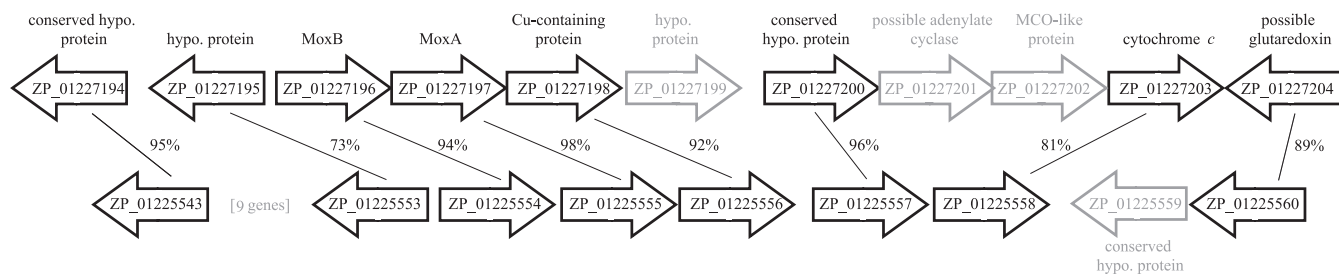 conserved hypo.
protein
hypo. protein
MoxB
MoxA
Cu-containing
protein
hypo.
protein
conserved
hypo. protein
possible adenylate
cyclase
MCO-like
protein
cytochrome c
possible
glutaredoxin
ZP_01227194
ZP_01227195
ZP_01227196
ZP_01227197
ZP_01227198
ZP_01227199
ZP_01227200
ZP_01227201
ZP_01227202
ZP_01227203
ZP_01227204
95%
73%
94%
98%
92%
96%
81%
89%
ZP_01225543
[9 genes]
ZP_01225553
ZP_01225554
ZP_01225555
ZP_01225556
ZP_01225557
ZP_01225558
ZP_01225559
ZP_01225560
conserved
hypo. protein